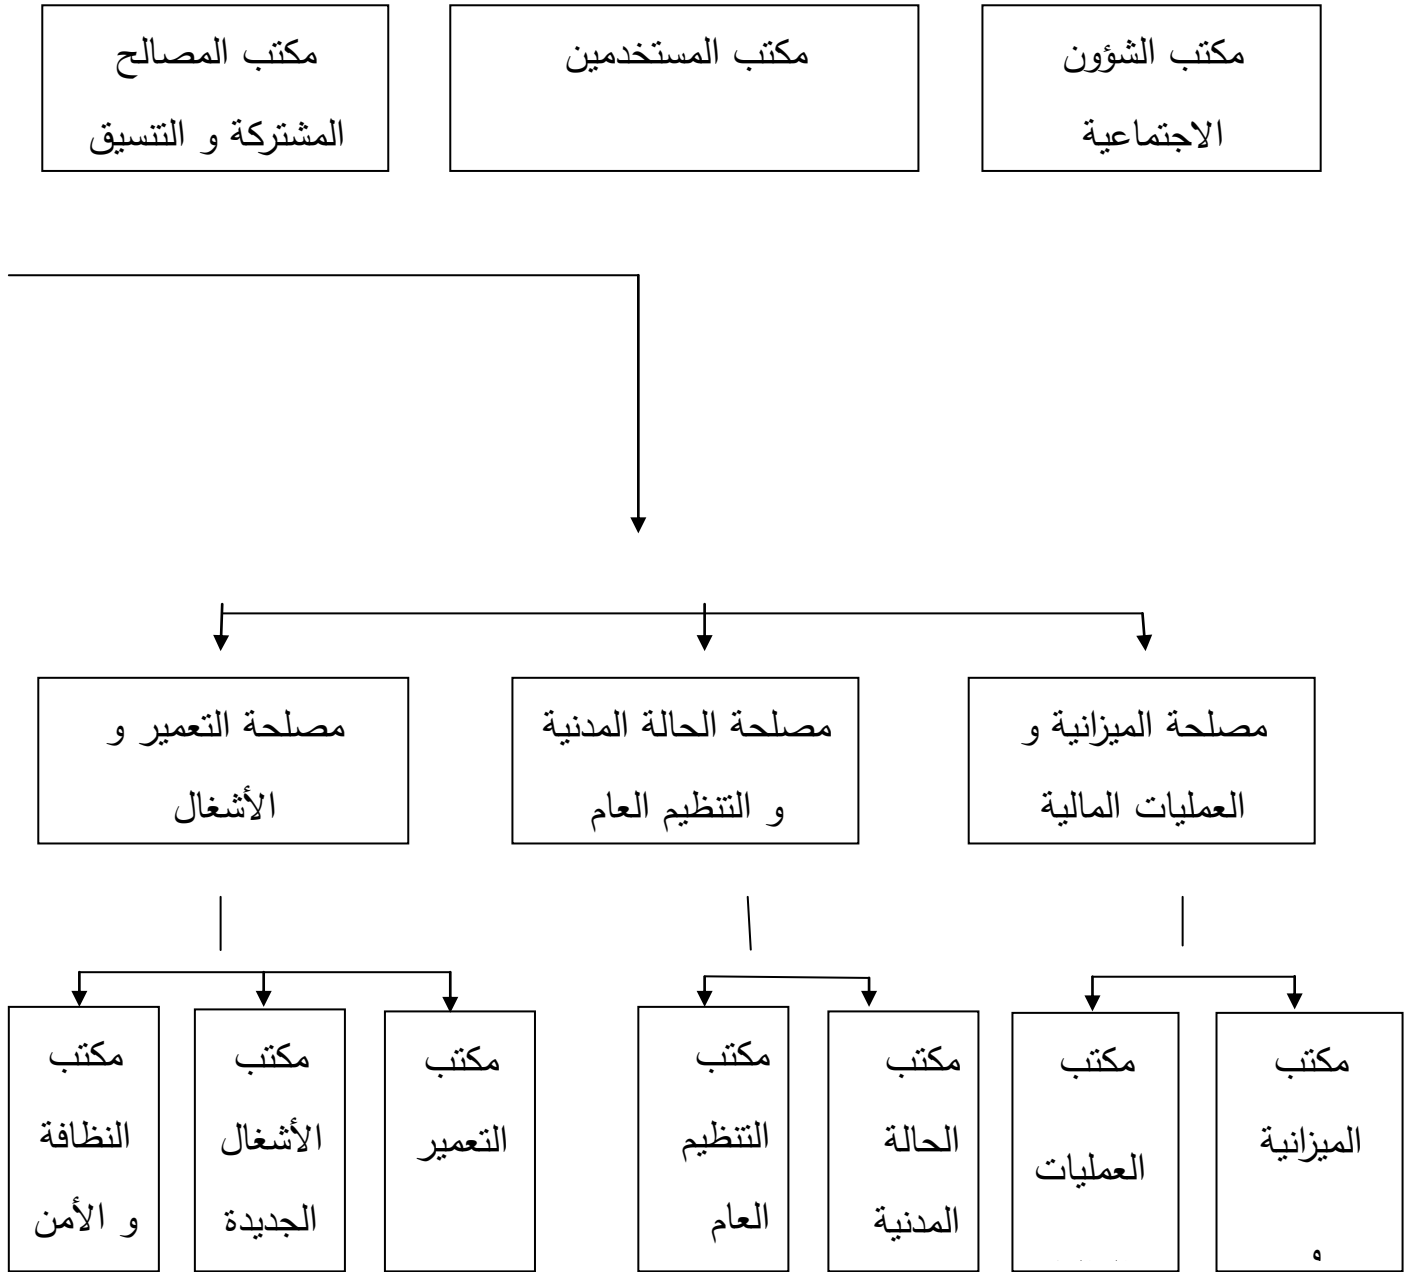 مكتب الشؤون
الاجتماعية
مكتب المستخدمين
مكتب المصالح
المشتركة و التنسيق
مصلحة الميزانية و
العمليات المالية
مصلحة الحالة المدنية
و التنظيم العام
مصلحة التعمير و
الأشغال
مكتب
الميزانية
و
مكتب
العمليات
مكتب
الحالة
المدنية
مكتب
التنظيم
العام
مكتب
التعمير
مكتب
الأشغال
الجديدة
مكتب
النظافة
و الأمن